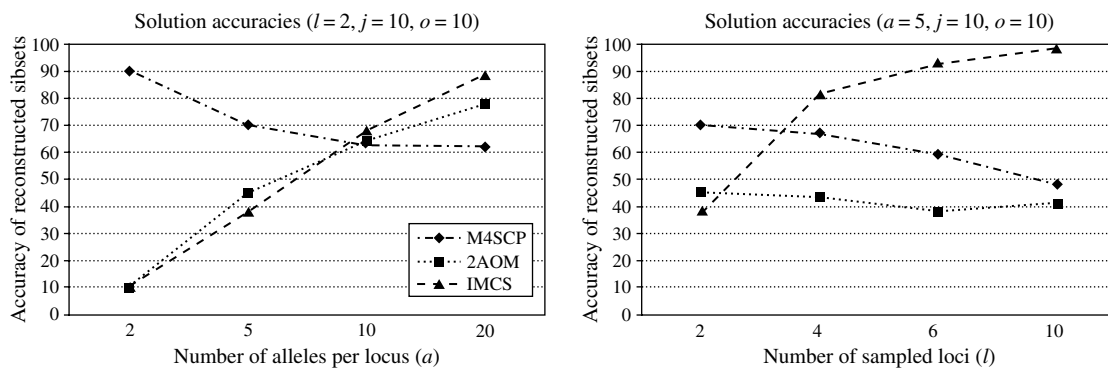 Solution accuracies (l = 2, j = 10, o = 10)
Accuracy of reconstructed sibsets
100
90
80
70
60
50
40
30
20
10
0
M4SCP
2AOM
IMCS
2 5 10 20
Number of alleles per locus (a)
Solution accuracies (a = 5, j = 10, o = 10)
Accuracy of reconstructed sibsets
100
90
80
70
60
50
40
30
20
10
0
2 4 6 10
Number of sampled loci (l)